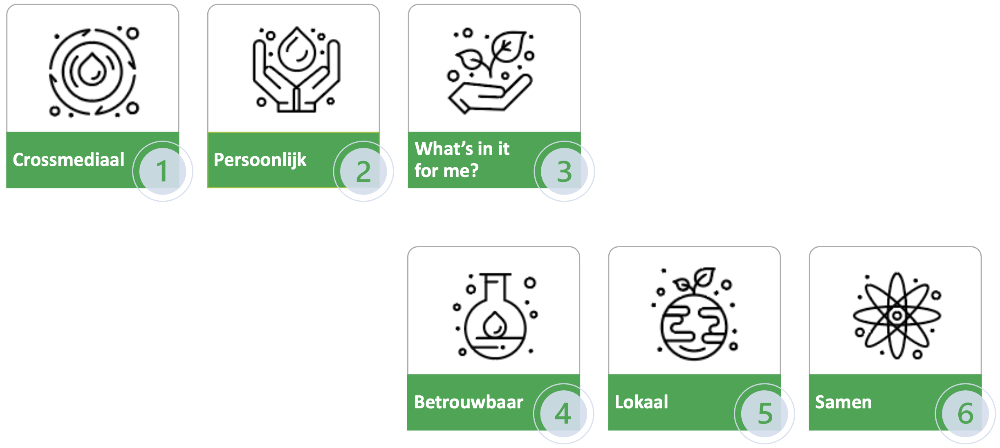 Crossmediaal
1
Persoonlijk
2
What’s in it
for me?
3
Betrouwbaar
4
Lokaal
5
Samen
6